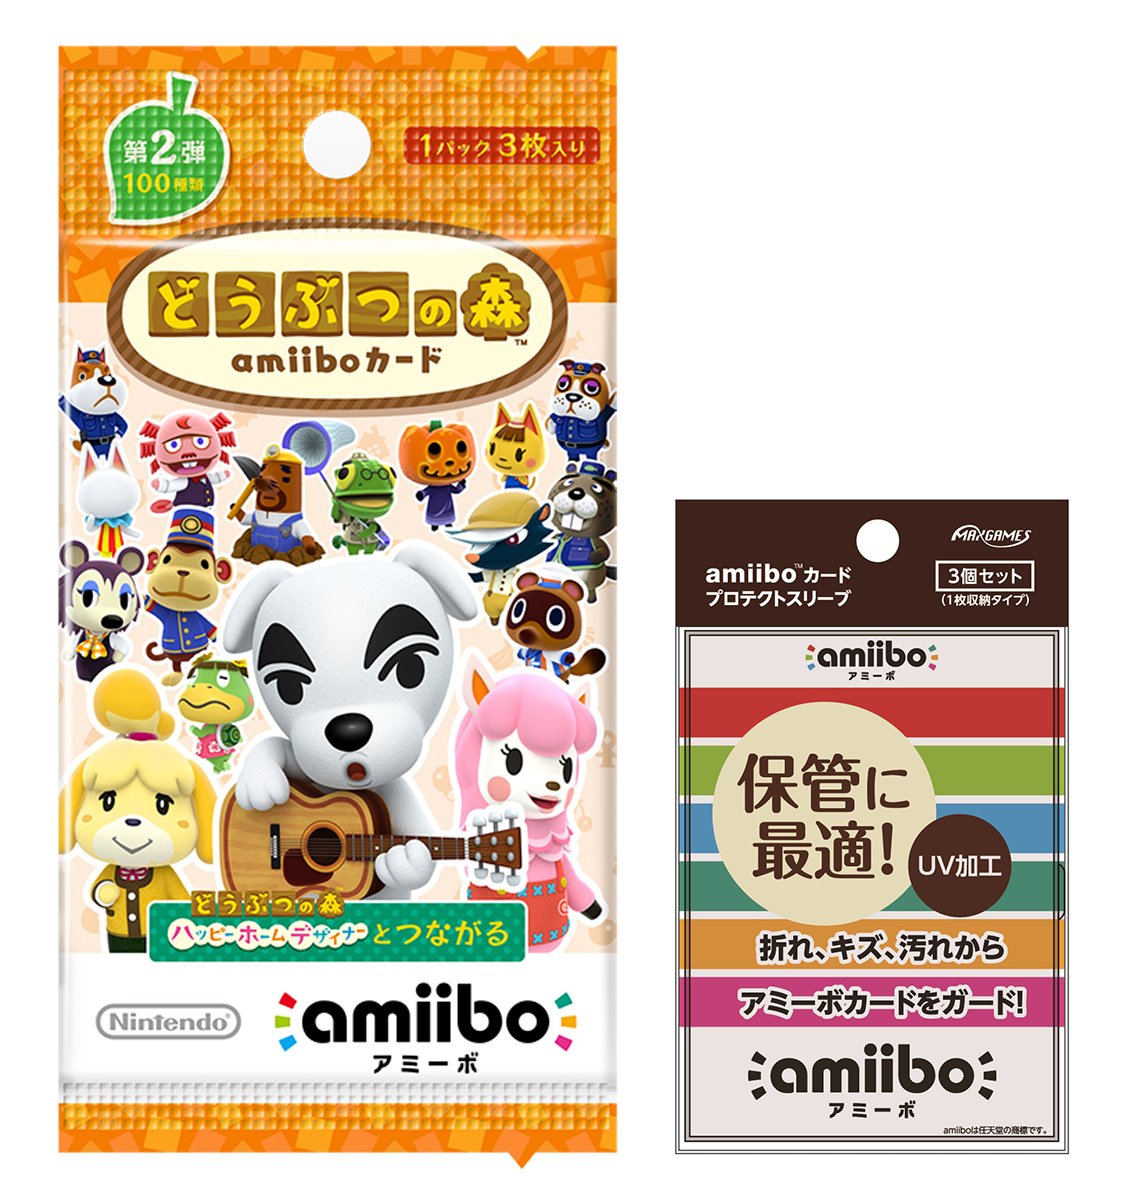 第2弾
100種類
1パック3枚入り
どうぶつの森™
amiiboカード
どうぶつの森
ハッピーホームデザイナーとつながる
Nintendo
amiibo
アミーボ
MAXGAMES
amiibo™カード
プロテクトスリーブ
3個セット
(1枚収納タイプ)
amiibo
アミーボ
保管に
最適!
UV加工
折れ、キズ、汚れから
アミーボカードをガード!
amiibo
アミーボ
amiiboは任天堂の商標です。